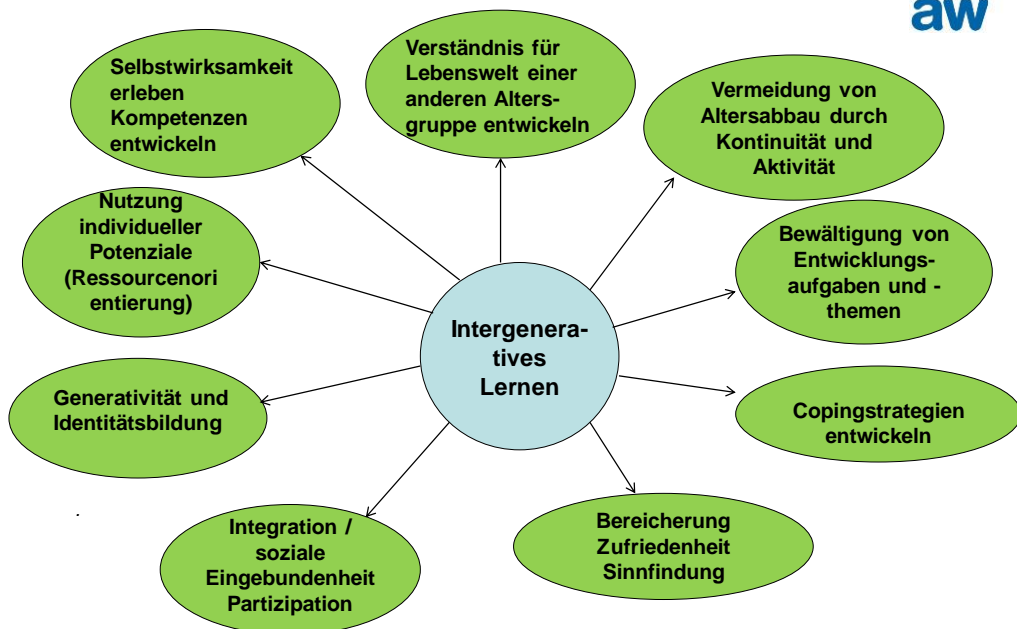 aw
Selbstwirksamkeit
erleben
Kompetenzen
entwickeln
Verständnis für
Lebenswelt einer
anderen Alters-
gruppe entwickeln
Vermeidung von
Altersabbau durch
Kontinuität und
Aktivität
Nutzung
individueller
Potenziale
(Ressourcenori
entierung)
Bewältigung von
Entwicklungs-
aufgaben und -
themen
Intergenera-
tives
Lernen
Generativität und
Identitätsbildung
Copingstrategien
entwickeln
Integration /
soziale
Eingebundenheit
Partizipation
Bereicherung
Zufriedenheit
Sinnfindung
.